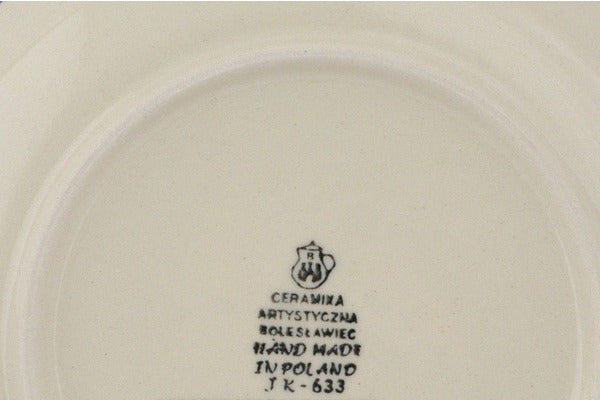 R
CERAMIKA
ARTYSTYCZNA
BOLESŁAWIEC
HAND MADE
IN POLAND
JK-633